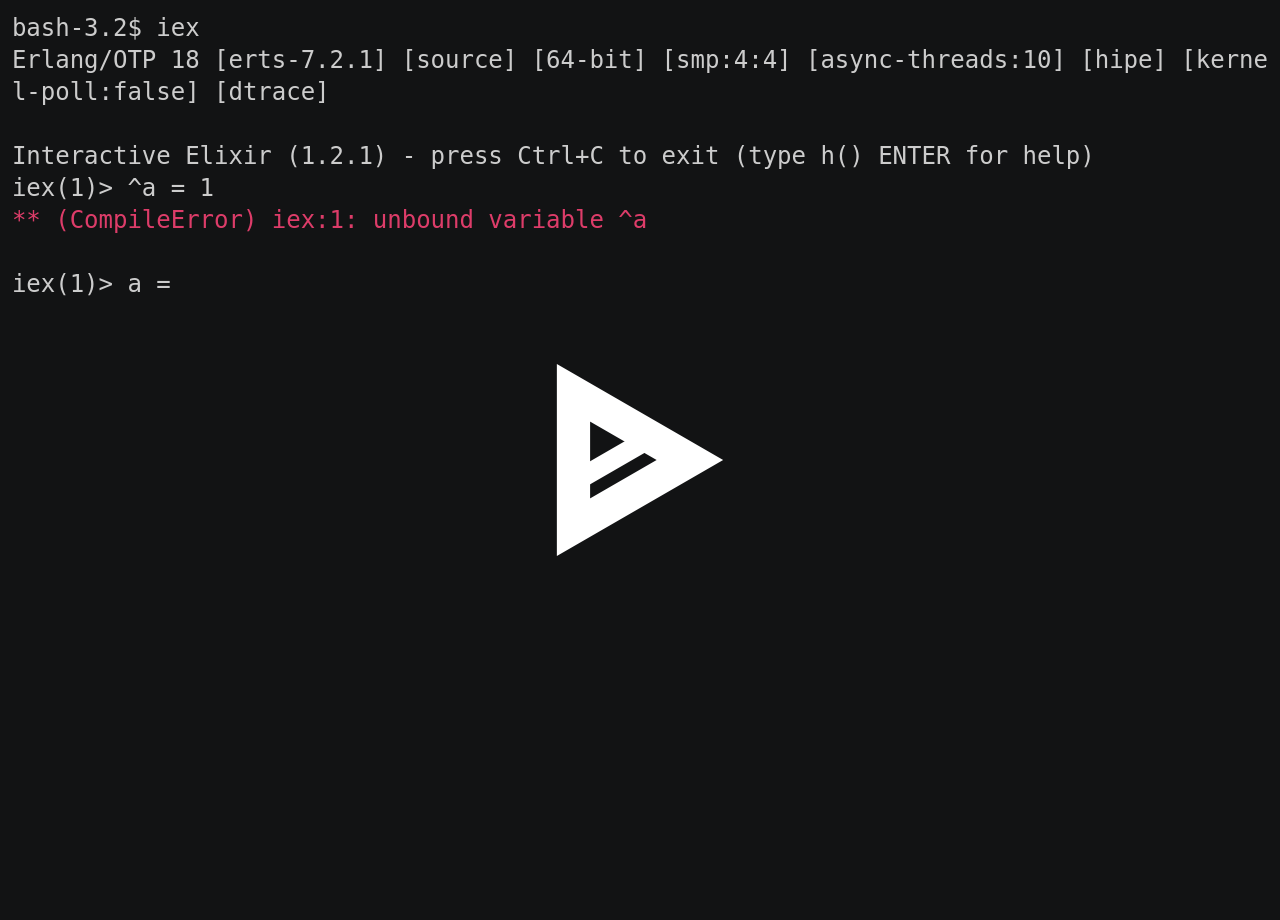 bash-3.2$ iex
Erlang/OTP 18 [erts-7.2.1] [source] [64-bit] [smp:4:4] [async-threads:10] [hipe] [kerne
l-poll:false] [dtrace]
Interactive Elixir (1.2.1) - press Ctrl+C to exit (type h() ENTER for help)
iex(1)> ^a = 1
** (CompileError) iex:1: unbound variable ^a
iex(1)> a =